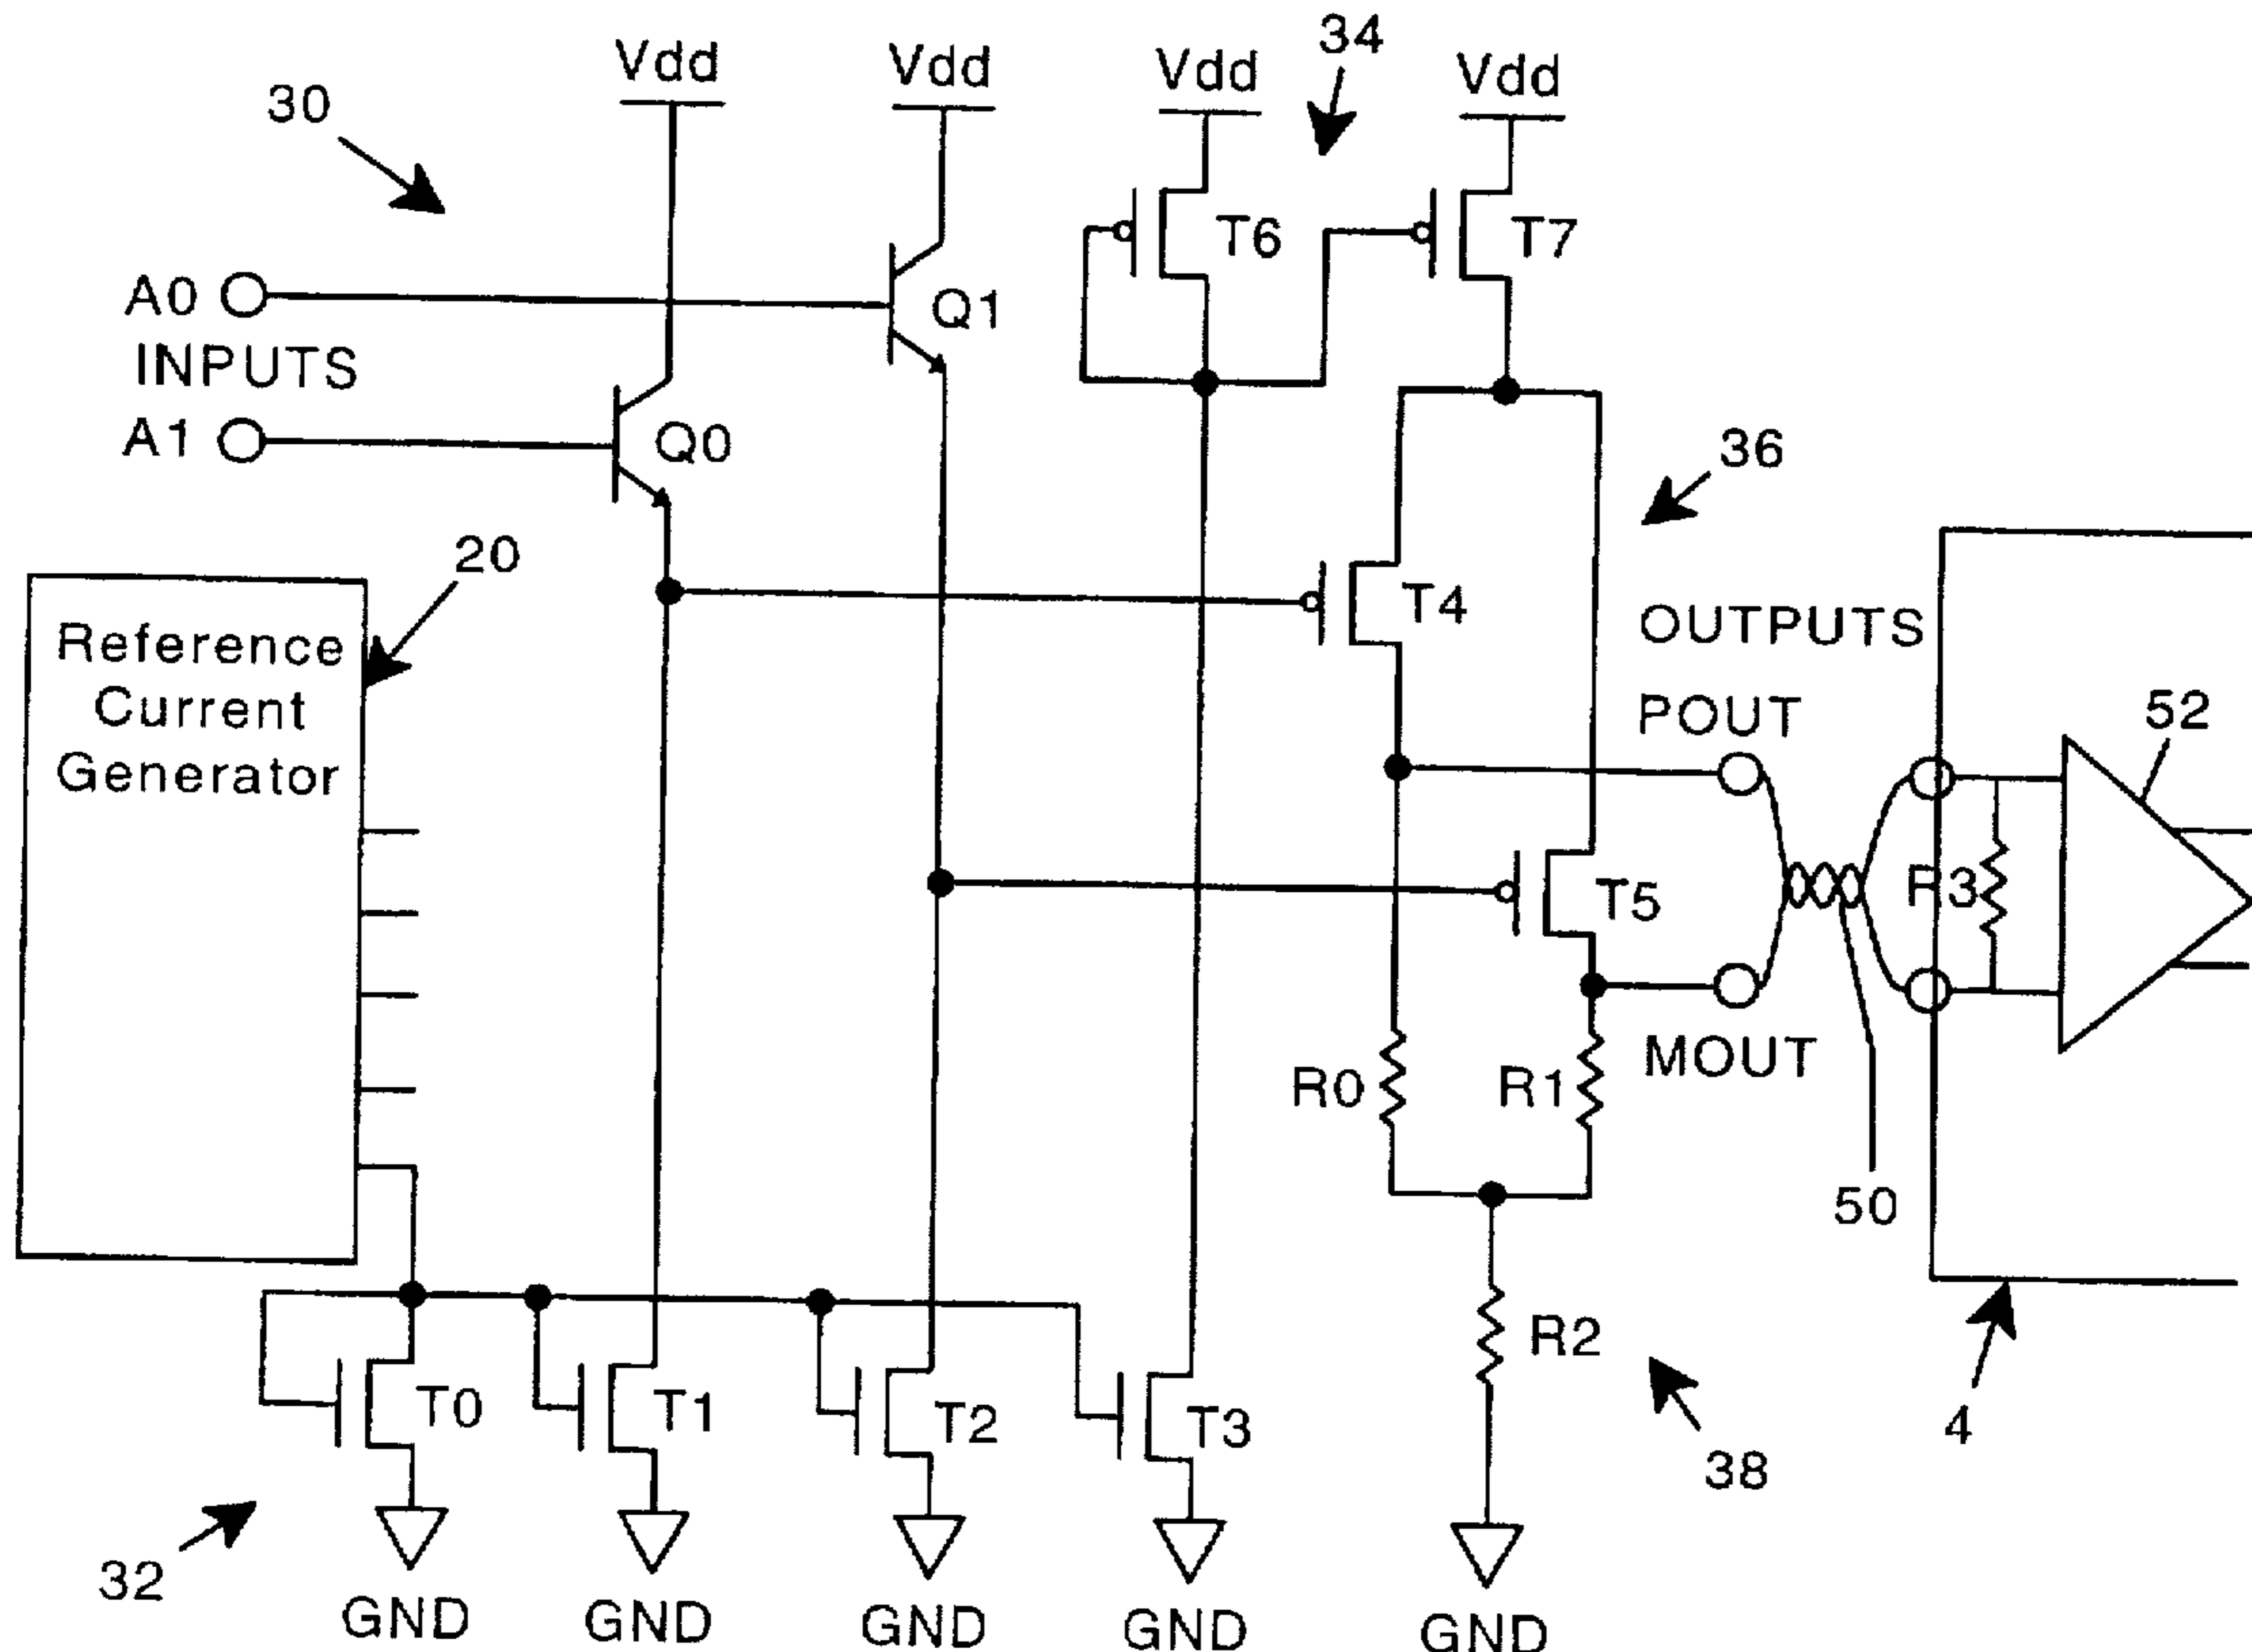 34
Vdd
Vdd
Vdd
Vdd
30
T6
T7
A0
Q1
INPUTS
A1
Q0
36
20
T4
OUTPUTS
Reference
Current
Generator
POUT
52
T5
R3
MOUT
R0
R1
50
R2
T0
T1
T2
T3
4
38
32
GND
GND
GND
GND
GND